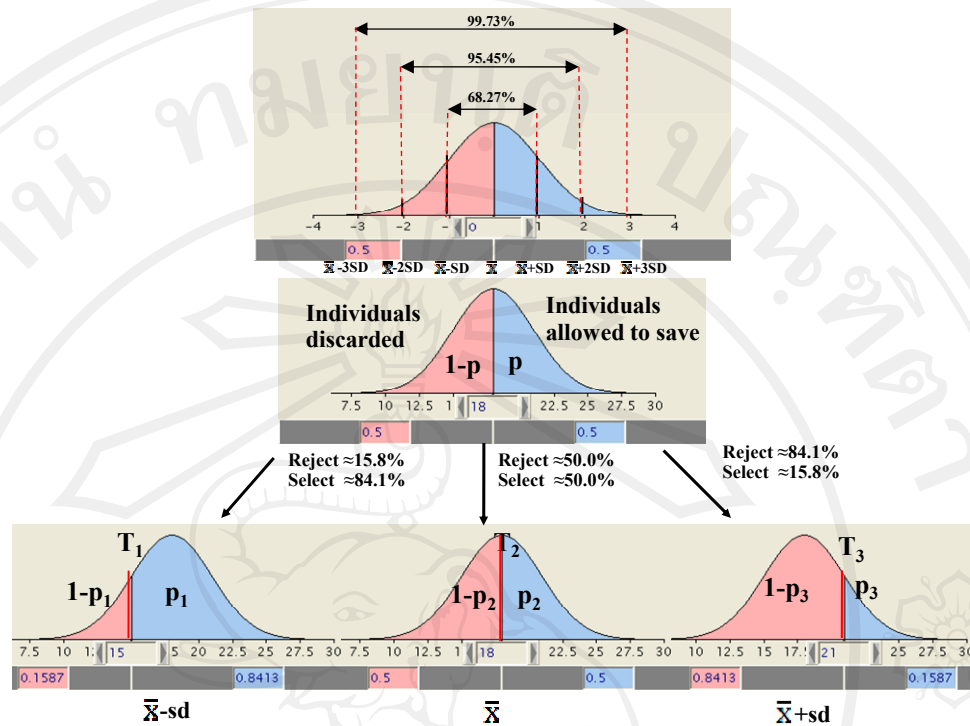 99.73%
95.45%
68.27%
-4 -3 -2 - 0 1 2 3 4
0.5 0.5
X̄-3SD X̄-2SD X̄-SD X̄ X̄+SD X̄+2SD X̄+3SD
Individuals discarded
Individuals allowed to save
1-p p
7.5 10 12.5 1 18 22.5 25 27.5 30
0.5 0.5
Reject ≈15.8%
Select ≈84.1%
Reject ≈50.0%
Select ≈50.0%
Reject ≈84.1%
Select ≈15.8%
T₁
1-p₁ p₁
7.5 10 12. 15 .5 20 22.5 25 27.5 30
0.1587 0.8413
X̄-sd
T₂
1-p₂ p₂
7.5 10 12.5 1 18 22.5 25 27.5 30
0.5 0.5
X̄
T₃
1-p₃ p₃
7.5 10 12.5 15 17. 21 25 27.5 30
0.8413 0.1587
X̄+sd